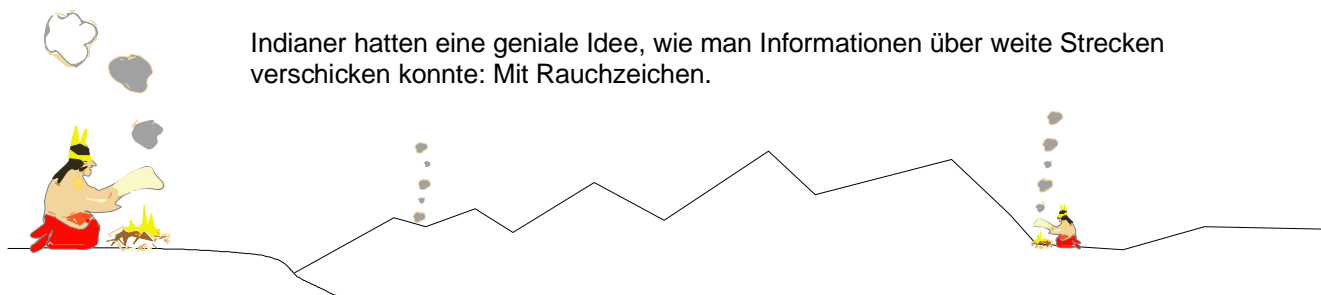 Indianer hatten eine geniale Idee, wie man Informationen über weite Strecken
verschicken konnte: Mit Rauchzeichen.